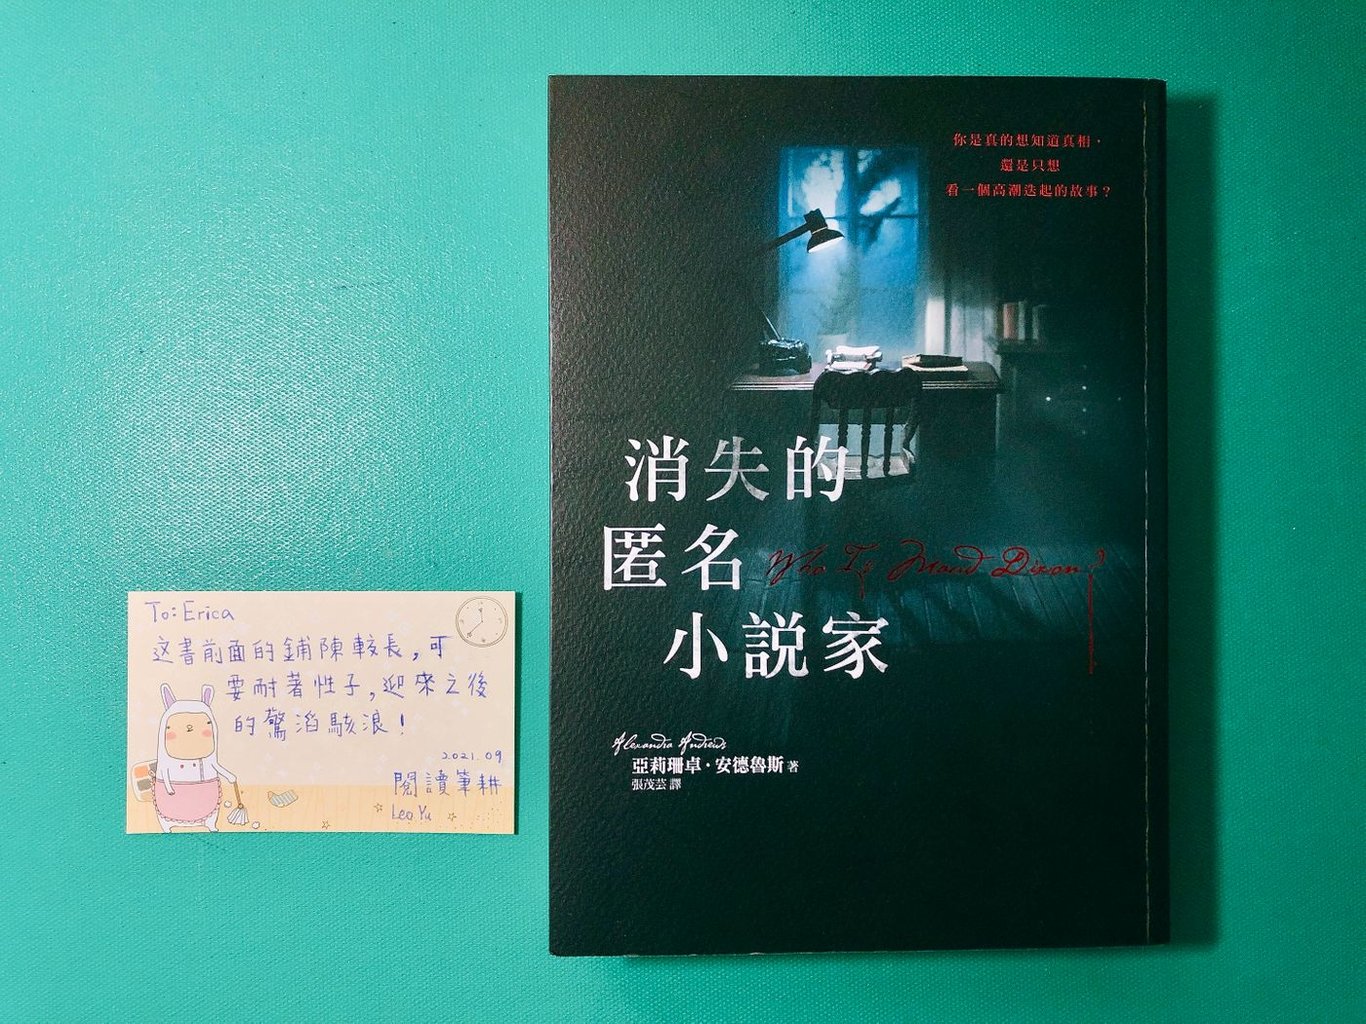 To: Erica
这書前面的鋪陳較長，可
要耐著性子，迎來之後
的驚滔駭浪！
2021.09
閱讀筆耕
Leo Yu
你是真的想知道真相，
還是只想
看一個高潮迭起的故事？
消失的
匿名
Who Is Maud Dixon?
小説家
Alexandra Andrews
亞莉珊卓·安德魯斯 著
張茂芸 譯